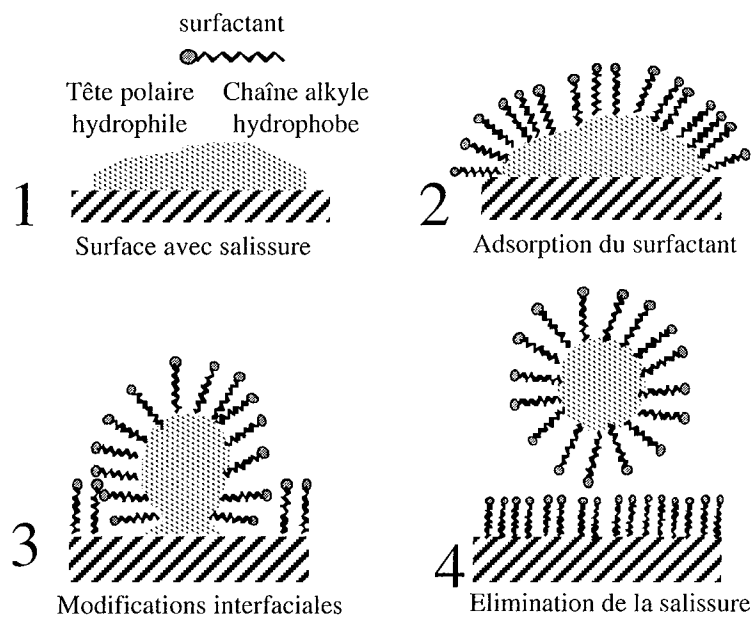 surfactant
Tête polaire
hydrophile
Chaîne alkyle
hydrophobe
1
Surface avec salissure
2
Adsorption du surfactant
3
Modifications interfaciales
4
Elimination de la salissure